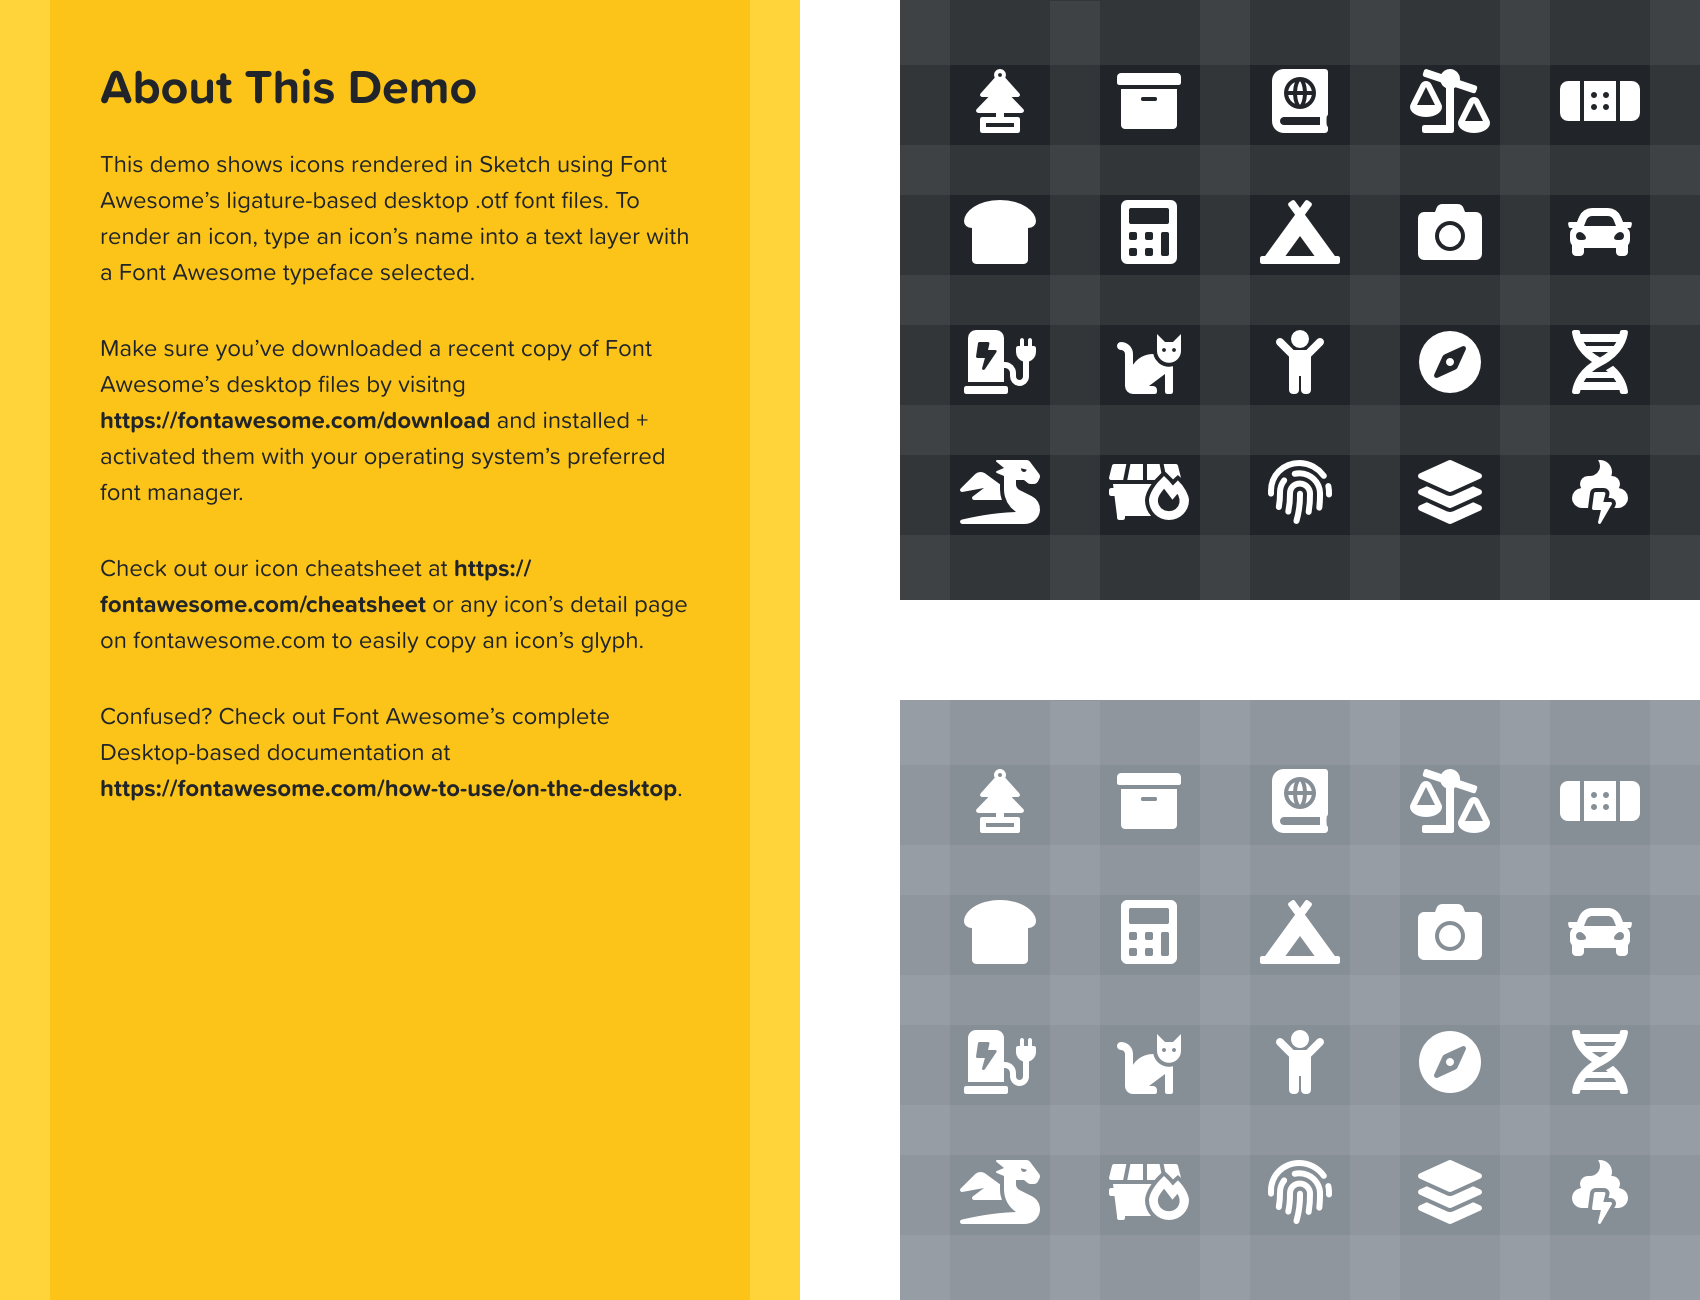 About This Demo
This demo shows icons rendered in Sketch using Font
Awesome’s ligature-based desktop .otf font files. To
render an icon, type an icon’s name into a text layer with
a Font Awesome typeface selected.
Make sure you’ve downloaded a recent copy of Font
Awesome’s desktop files by visitng
https://fontawesome.com/download and installed +
activated them with your operating system’s preferred
font manager.
Check out our icon cheatsheet at https://
fontawesome.com/cheatsheet or any icon’s detail page
on fontawesome.com to easily copy an icon’s glyph.
Confused? Check out Font Awesome’s complete
Desktop-based documentation at
https://fontawesome.com/how-to-use/on-the-desktop.